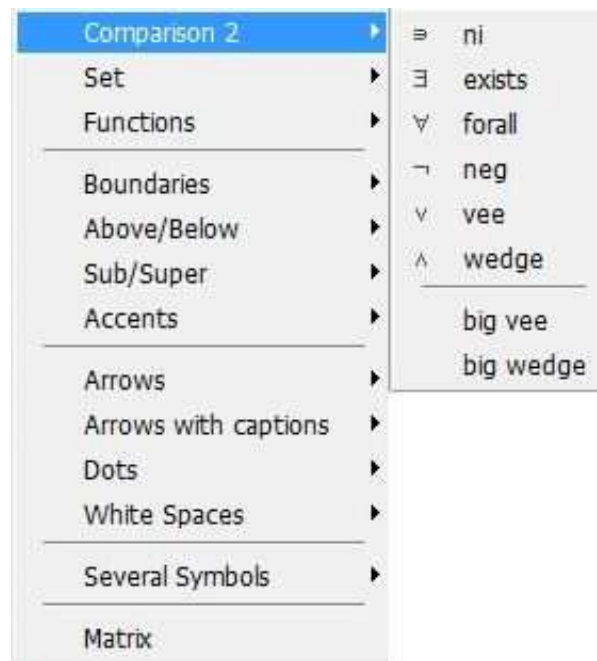 Comparison 2
Set
Functions
Boundaries
Above/Below
Sub/Super
Accents
Arrows
Arrows with captions
Dots
White Spaces
Several Symbols
Matrix
∋ ni
∃ exists
∀ forall
¬ neg
∨ vee
∧ wedge
big vee
big wedge